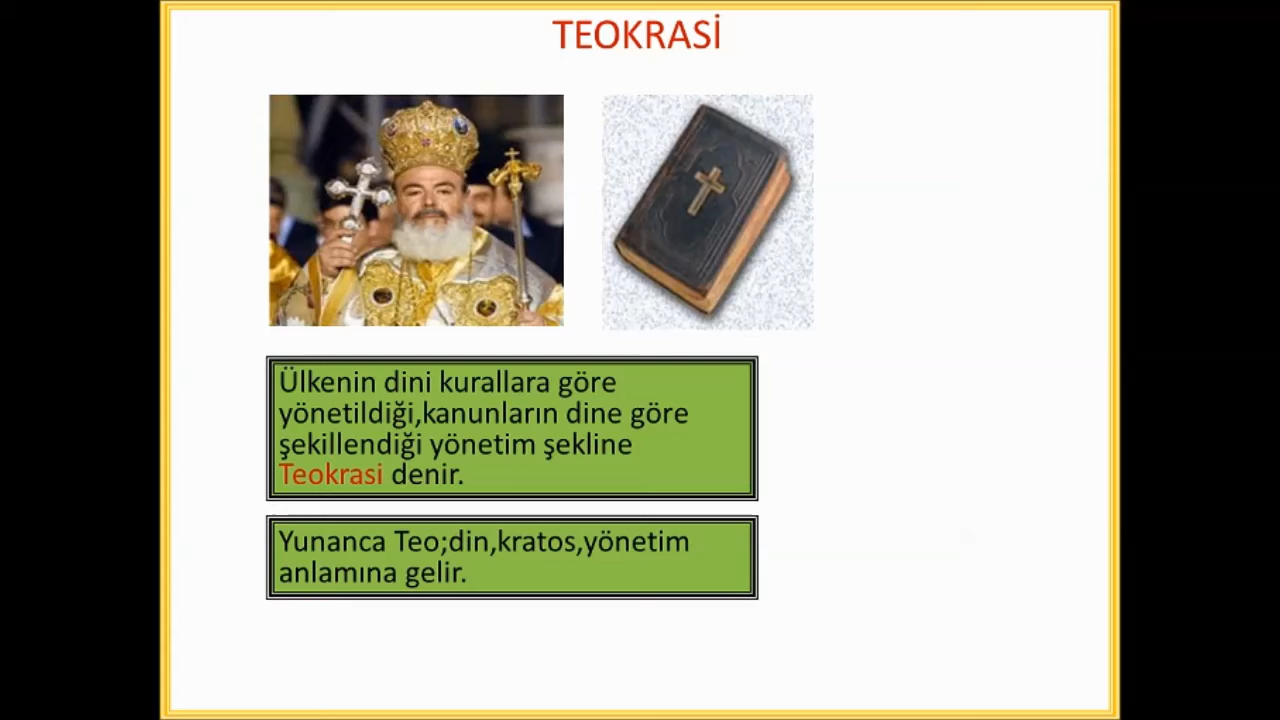 TEOKRASİ
Ülkenin dini kurallara göre
yönetildiği,kanunların dine göre
şekillendiği yönetim şekline
Teokrasi denir.
Yunanca Teo;din,kratos,yönetim
anlamına gelir.